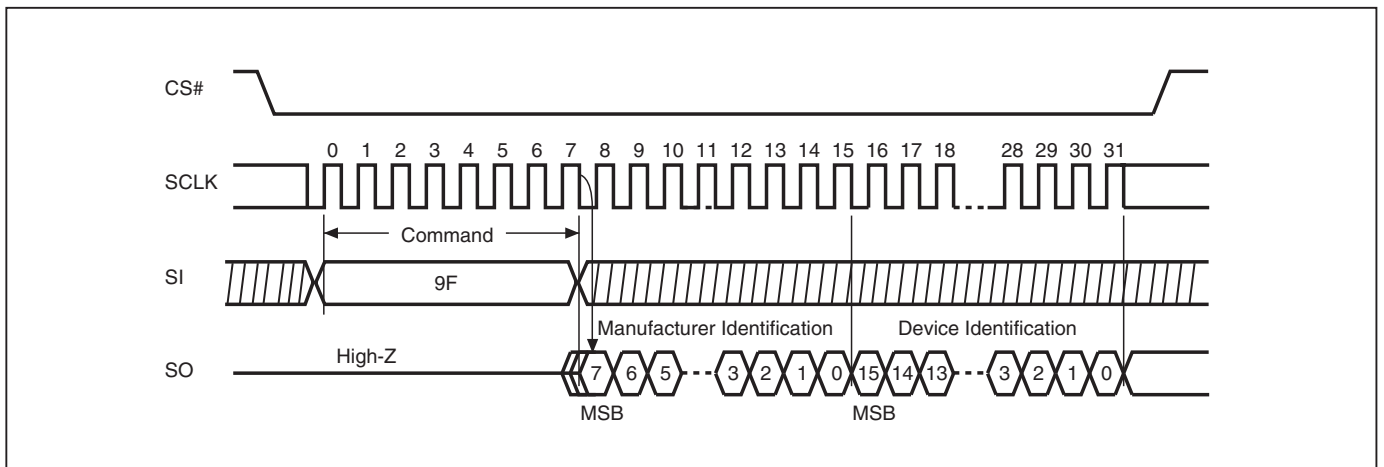 CS#
0 1 2 3 4 5 6 7 8 9 10 11 12 13 14 15 16 17 18 28 29 30 31
SCLK
Command
SI
9F
Manufacturer Identification Device Identification
High-Z
SO
7 6 5 3 2 1 0 15 14 13 3 2 1 0
MSB MSB